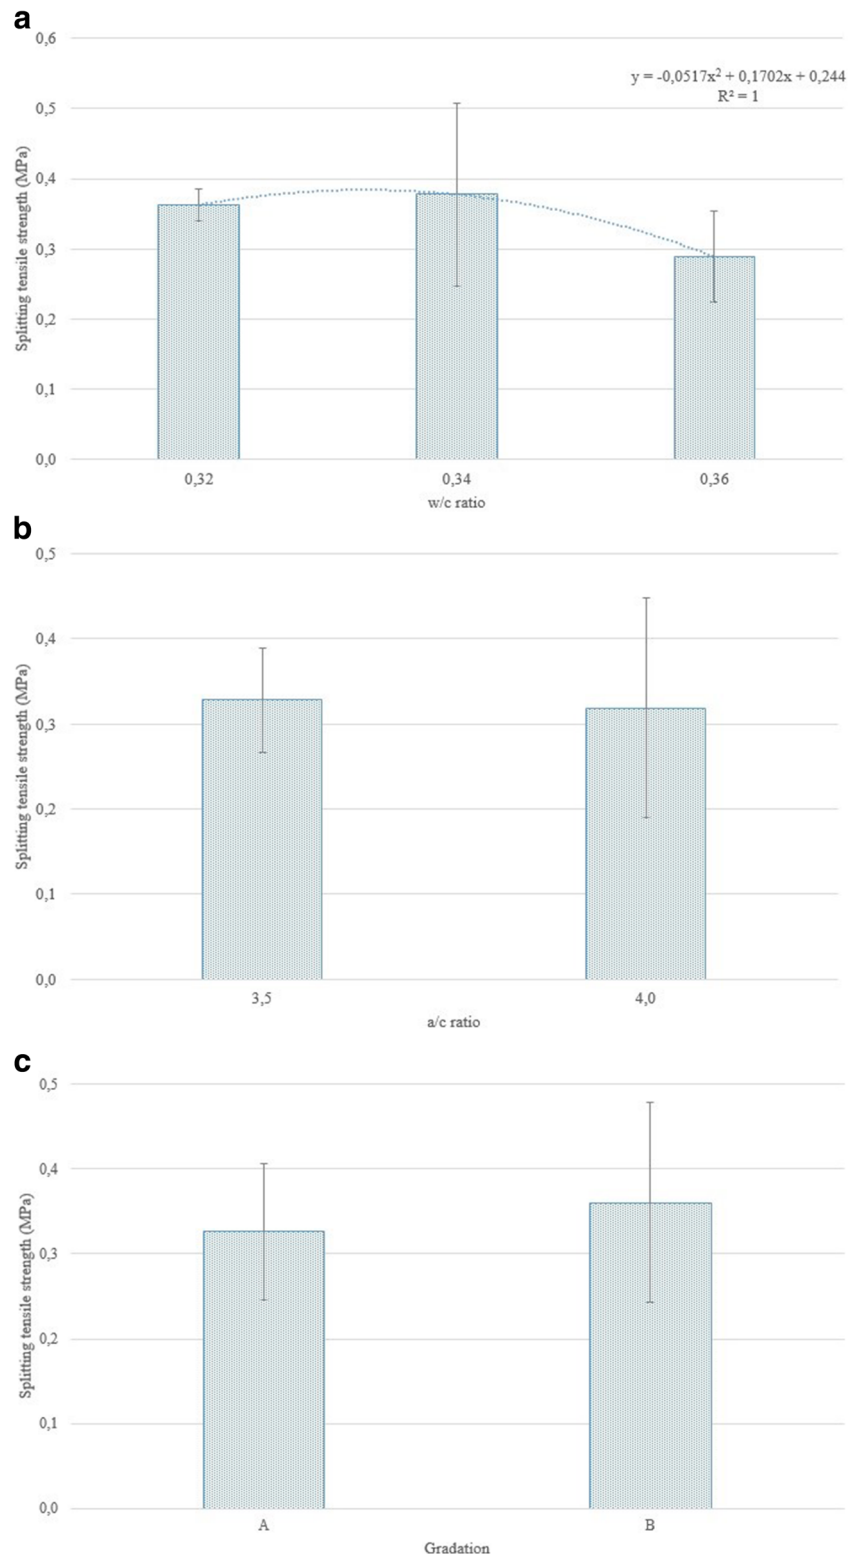 a
0,6
y = -0,0517x² + 0,1702x + 0,244
R² = 1
0,5
0,4
0,3
0,2
0,1
0,0
Splitting tensile strength (MPa)
0,32
0,34
0,36
w/c ratio
b
0,5
0,4
0,3
0,2
0,1
0,0
Splitting tensile strength (MPa)
3,5
4,0
a/c ratio
c
0,5
0,4
0,3
0,2
0,1
0,0
Splitting tensile strength (MPa)
A
B
Gradation